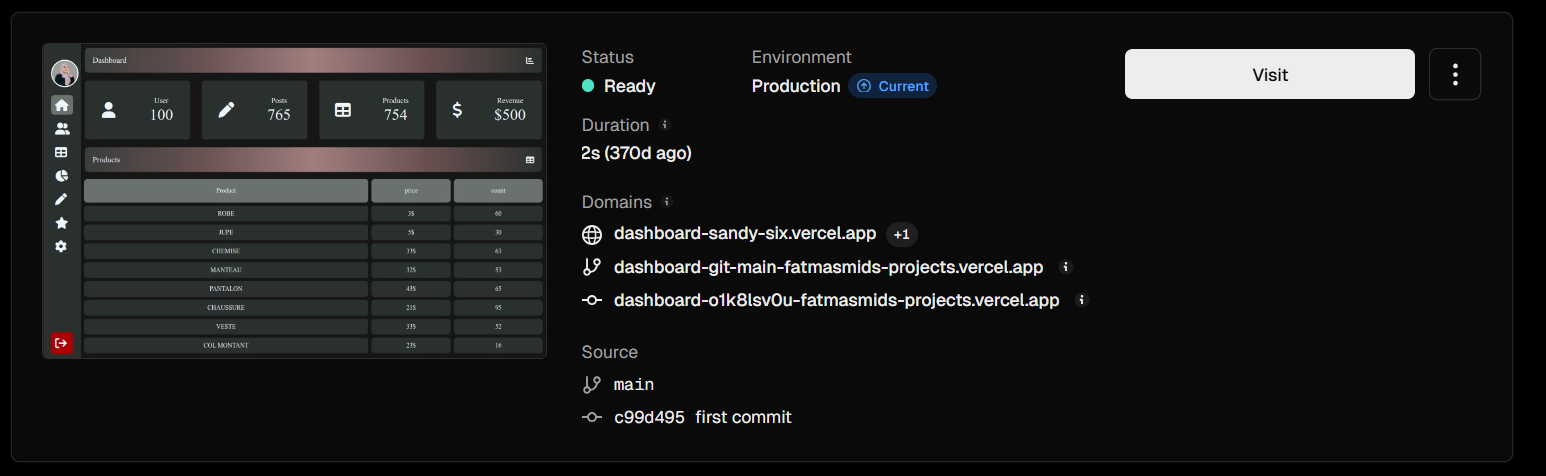 Dashboard
User
100
Posts
765
Products
754
Revenue
$500
Products
Product price count
ROBE 3$ 60
JUPE 5$ 30
CHEMISE 33$ 63
MANTEAU 32$ 53
PANTALON 43$ 65
CHAUSSURE 21$ 95
VESTE 33$ 52
COL MONTANT 23$ 16
Status
Ready
Environment
Production Current
Visit
Duration
2s (370d ago)
Domains
dashboard-sandy-six.vercel.app +1
dashboard-git-main-fatmasmids-projects.vercel.app
dashboard-o1k8lsv0u-fatmasmids-projects.vercel.app
Source
main
c99d495 first commit